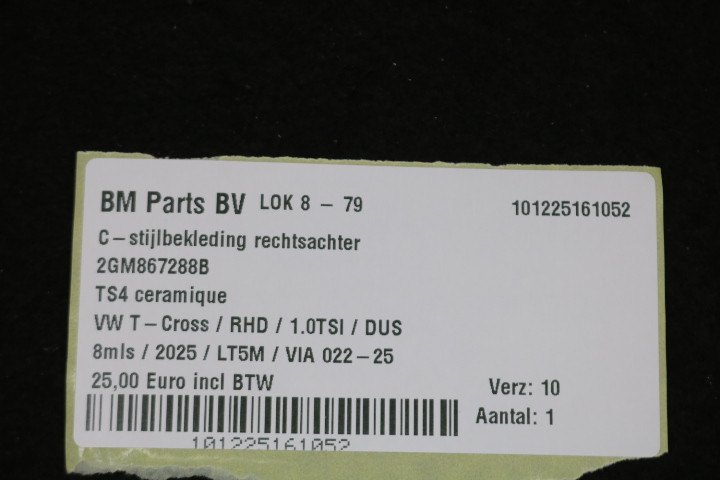 BM Parts BV LOK 8 - 79 101225161052
C-stijlbekleding rechtsachter
2GM867288B
TS4 ceramique
VW T-Cross / RHD / 1.0TSI / DUS
8mls / 2025 / LT5M / VIA 022-25
25,00 Euro incl BTW Verz: 10
Aantal: 1
101225161052